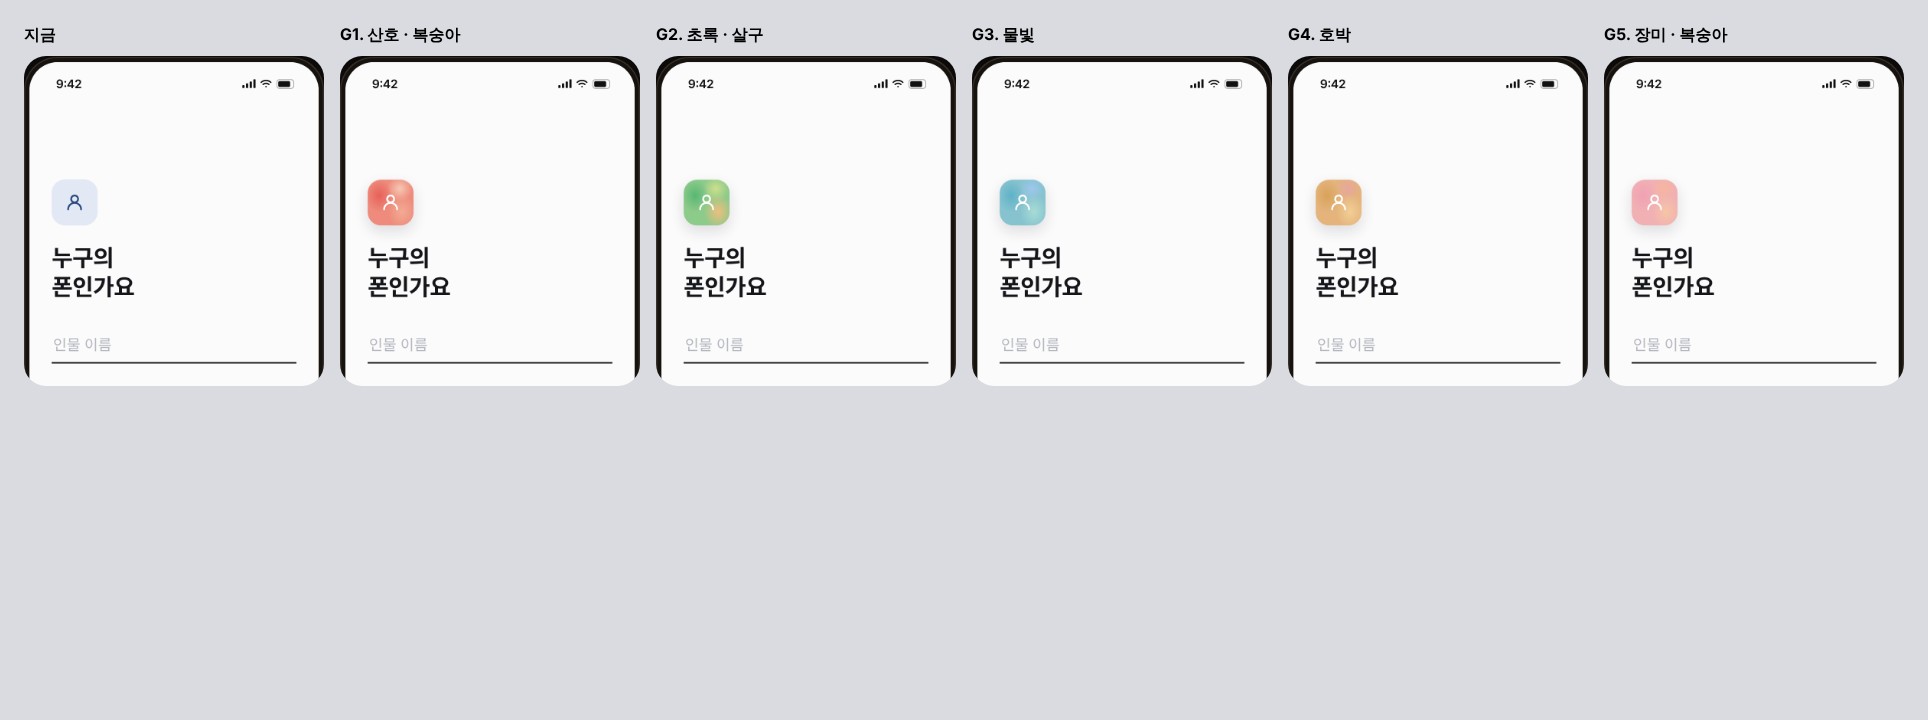 지금
9:42
누구의
폰인가요
인물 이름
G1. 산호 · 복숭아
9:42
누구의
폰인가요
인물 이름
G2. 초록 · 살구
9:42
누구의
폰인가요
인물 이름
G3. 물빛
9:42
누구의
폰인가요
인물 이름
G4. 호박
9:42
누구의
폰인가요
인물 이름
G5. 장미 · 복숭아
9:42
누구의
폰인가요
인물 이름